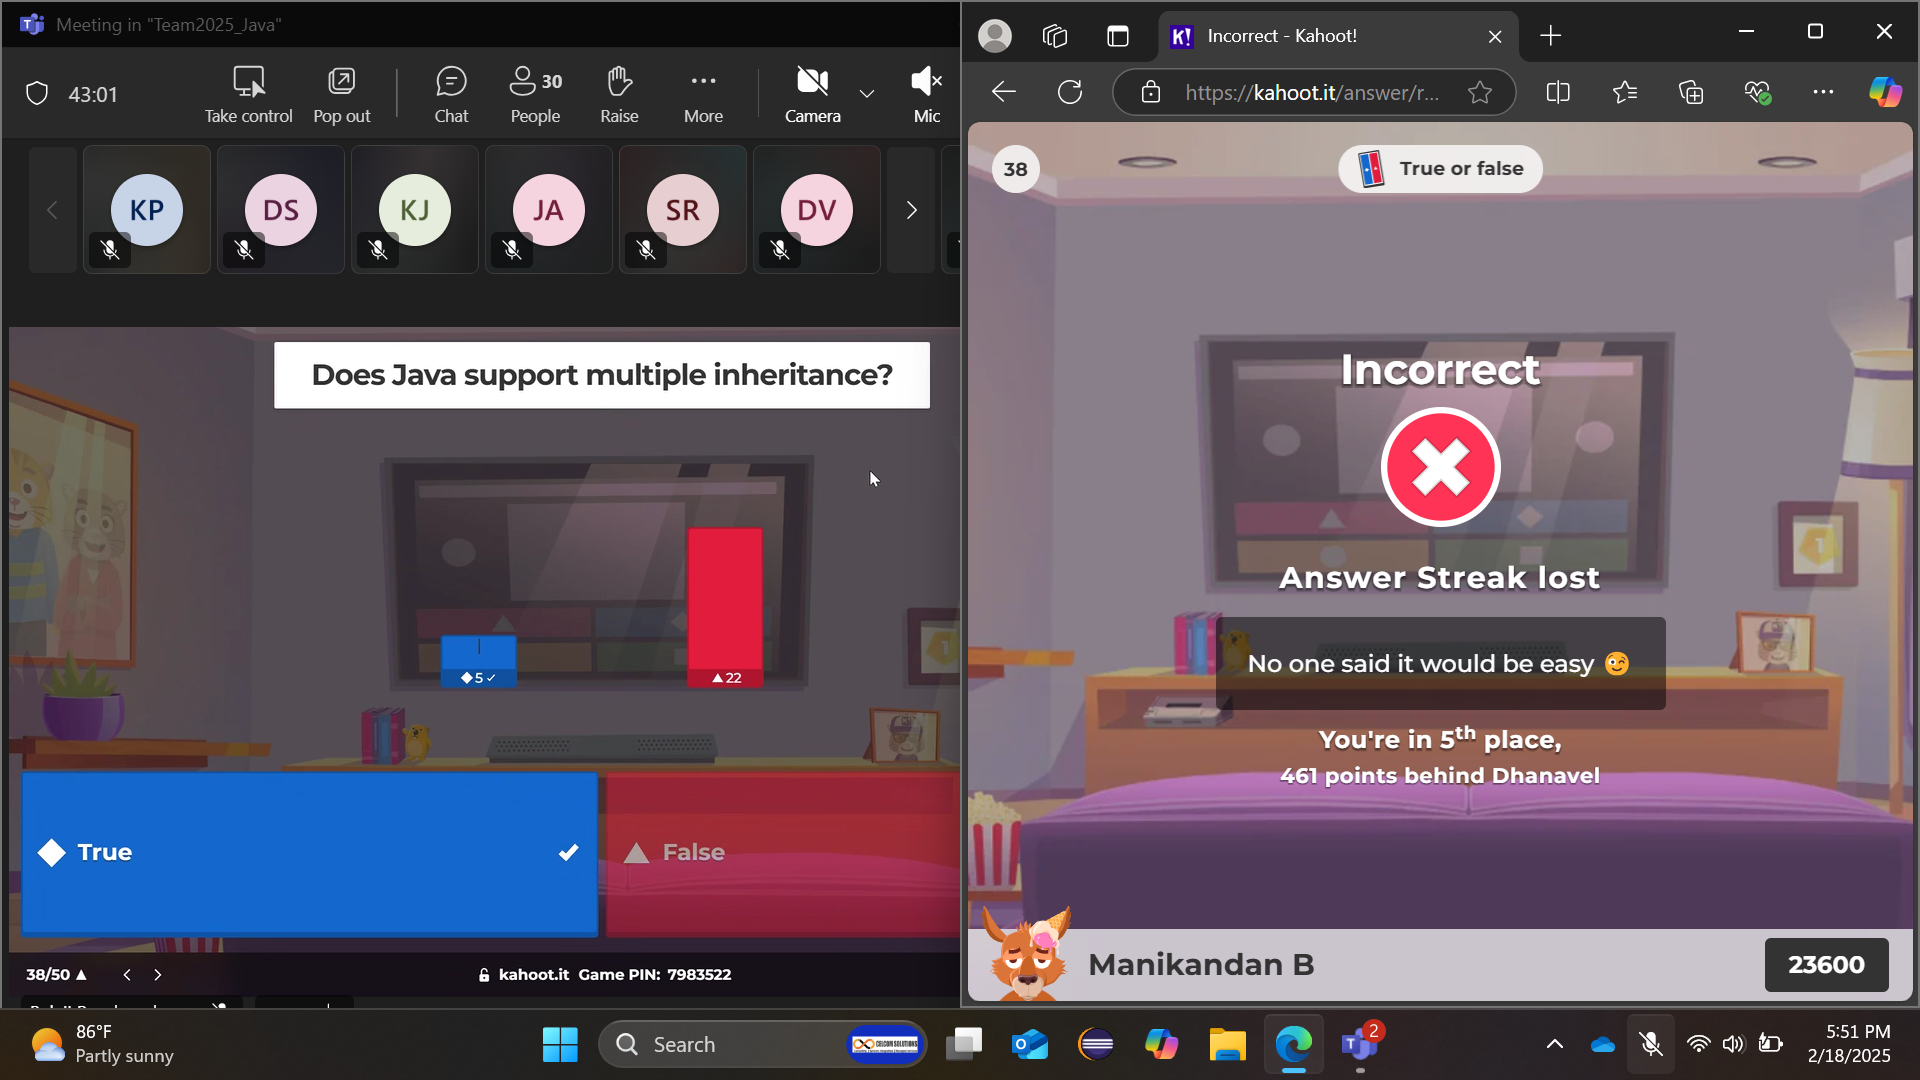 Meeting in "Team2025_Java"
43:01
Take control
Pop out
Chat
30
People
Raise
More
Camera
Mic
KP
DS
KJ
JA
SR
DV
Does Java support multiple inheritance?
5
22
True
False
38/50
kahoot.it Game PIN: 7983522
Incorrect - Kahoot!
https://kahoot.it/answer/r...
38
True or false
Incorrect
Answer Streak lost
No one said it would be easy 😉
You're in 5th place,
461 points behind Dhanavel
Manikandan B
23600
86°F
Partly sunny
Search
CELCOM SOLUTIONS
2
5:51 PM
2/18/2025